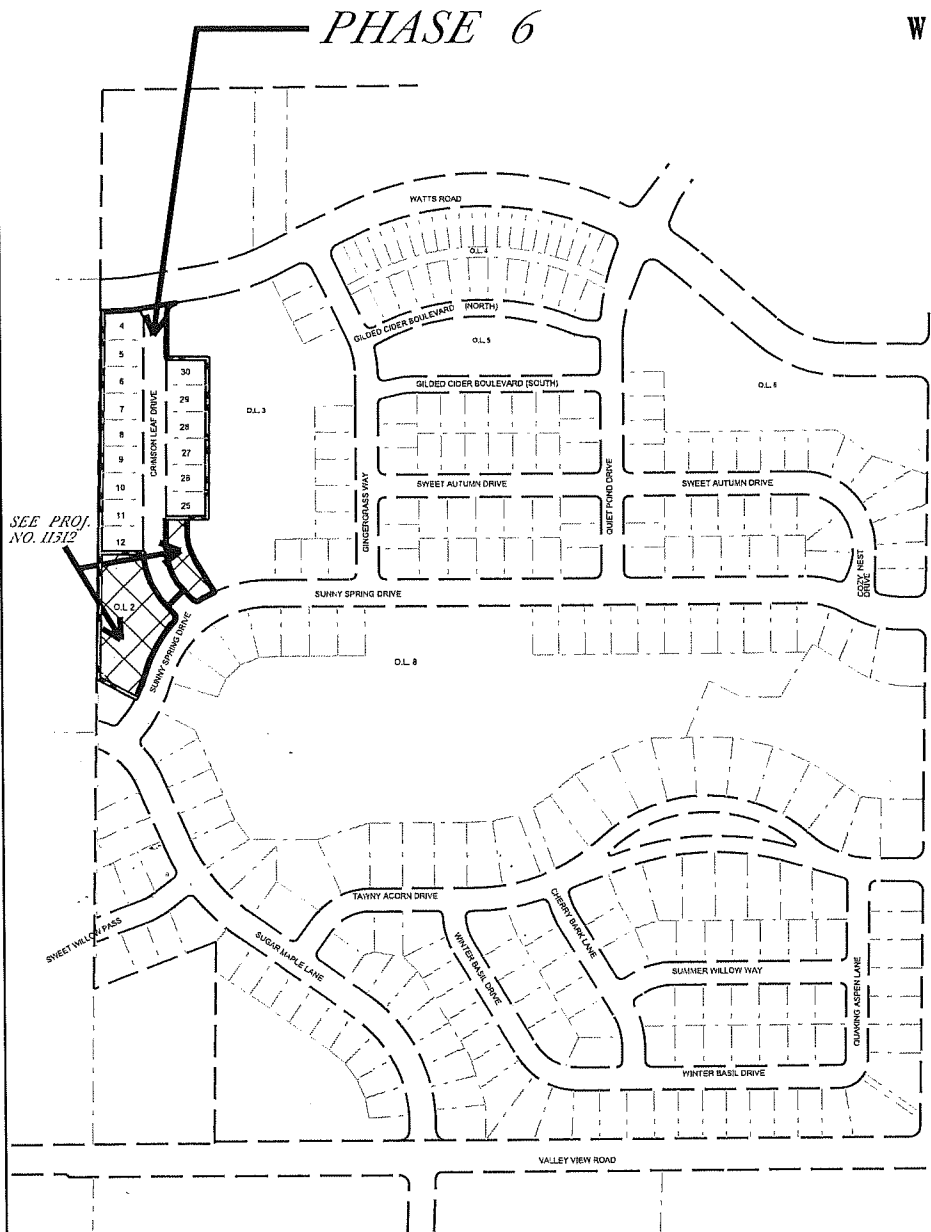 PHASE 6
W
WATTS ROAD
O.L. 4
GILDED CIDER BOULEVARD (NORTH)
O.L. 5
GILDED CIDER BOULEVARD (SOUTH)
O.L. 6
O.L. 3
4
5
6
7
8
9
10
11
12
CRIMSON LEAF DRIVE
30
29
28
27
26
25
SEE PROJ.
NO. 11312
O.L 2
SUNNY SPRING DRIVE
GINGERGRASS WAY
SWEET AUTUMN DRIVE
QUIET POND DRIVE
SWEET AUTUMN DRIVE
COZY NEST
DRIVE
SUNNY SPRING DRIVE
O.L. 8
TAWNY ACORN DRIVE
CHERRY BARK LANE
SWEET WILLOW PASS
SUGAR MAPLE LANE
WINTER BASIL DRIVE
SUMMER WILLOW WAY
QUAKING ASPEN LANE
WINTER BASIL DRIVE
VALLEY VIEW ROAD